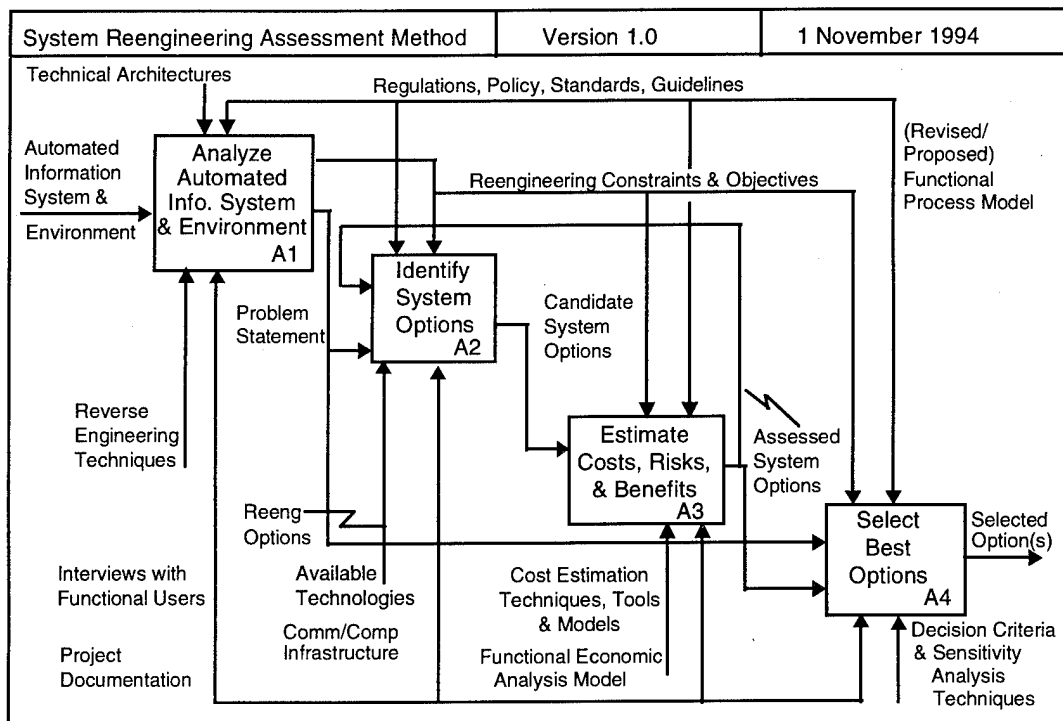 System Reengineering Assessment Method
Version 1.0
1 November 1994
Technical Architectures
Regulations, Policy, Standards, Guidelines
Automated
Information
System &
Environment
Analyze
Automated
Info. System
& Environment
A1
(Revised/
Proposed)
Functional
Process Model
Reengineering Constraints & Objectives
Identify
System
Options
A2
Problem
Statement
Candidate
System
Options
Reverse
Engineering
Techniques
Estimate
Costs, Risks,
& Benefits
A3
Assessed
System
Options
Reeng
Options
Select
Best
Options
A4
Selected
Option(s)
Interviews with
Functional Users
Available
Technologies
Comm/Comp
Infrastructure
Cost Estimation
Techniques, Tools
& Models
Functional Economic
Analysis Model
Project
Documentation
Decision Criteria
& Sensitivity
Analysis
Techniques